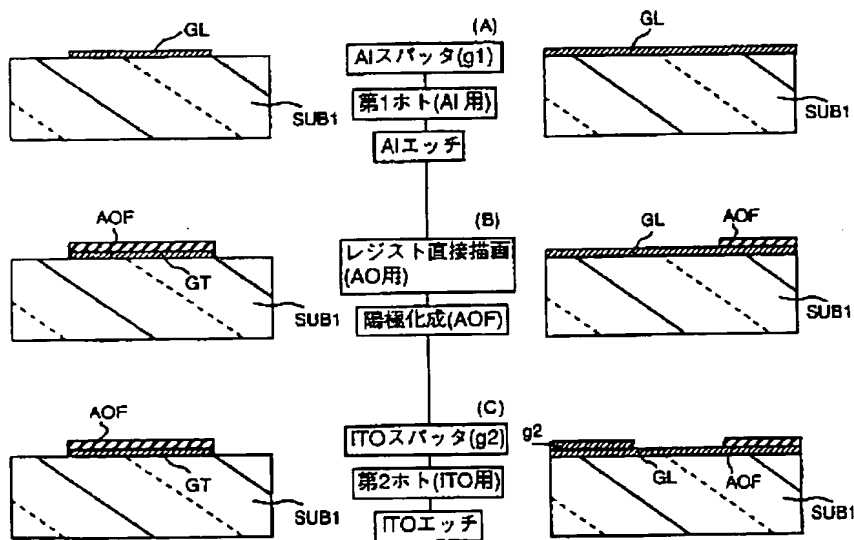 GL
(A)
GL
AIスパッタ(g1)
SUB1
第1ホト(AI用)
SUB1
AIエッチ
AOF
(B)
GL
AOF
レジスト直接描画
(AO用)
GT
SUB1
陽極化成(AOF)
SUB1
AOF
(C)
g2
ITOスパッタ(g2)
GT
第2ホト(ITO用)
GL
AOF
SUB1
ITOエッチ
SUB1